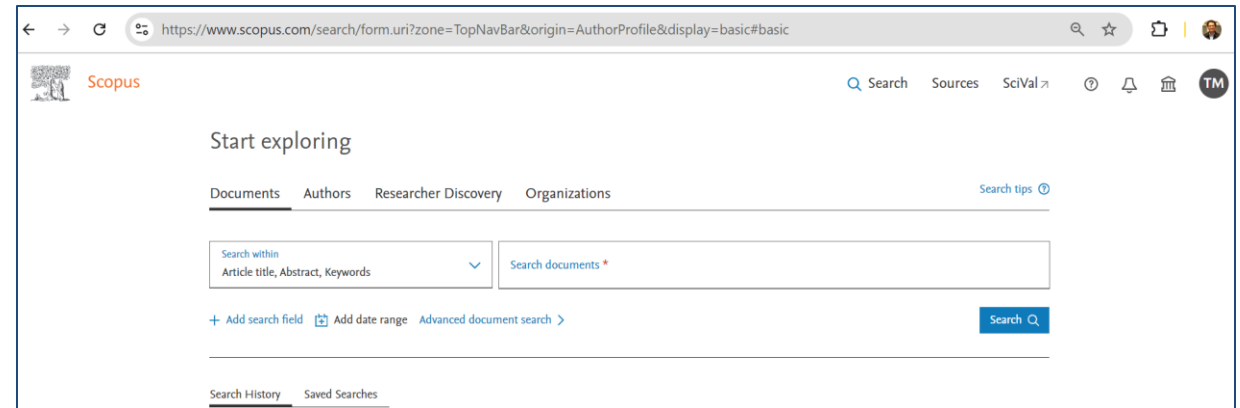 https://www.scopus.com/search/form.uri?zone=TopNavBar&origin=AuthorProfile&display=basic#basic
Scopus Search Sources SciVal TM
Start exploring
Documents Authors Researcher Discovery Organizations Search tips
Search within
Article title, Abstract, Keywords
Search documents *
+ Add search field Add date range Advanced document search > Search
Search History Saved Searches